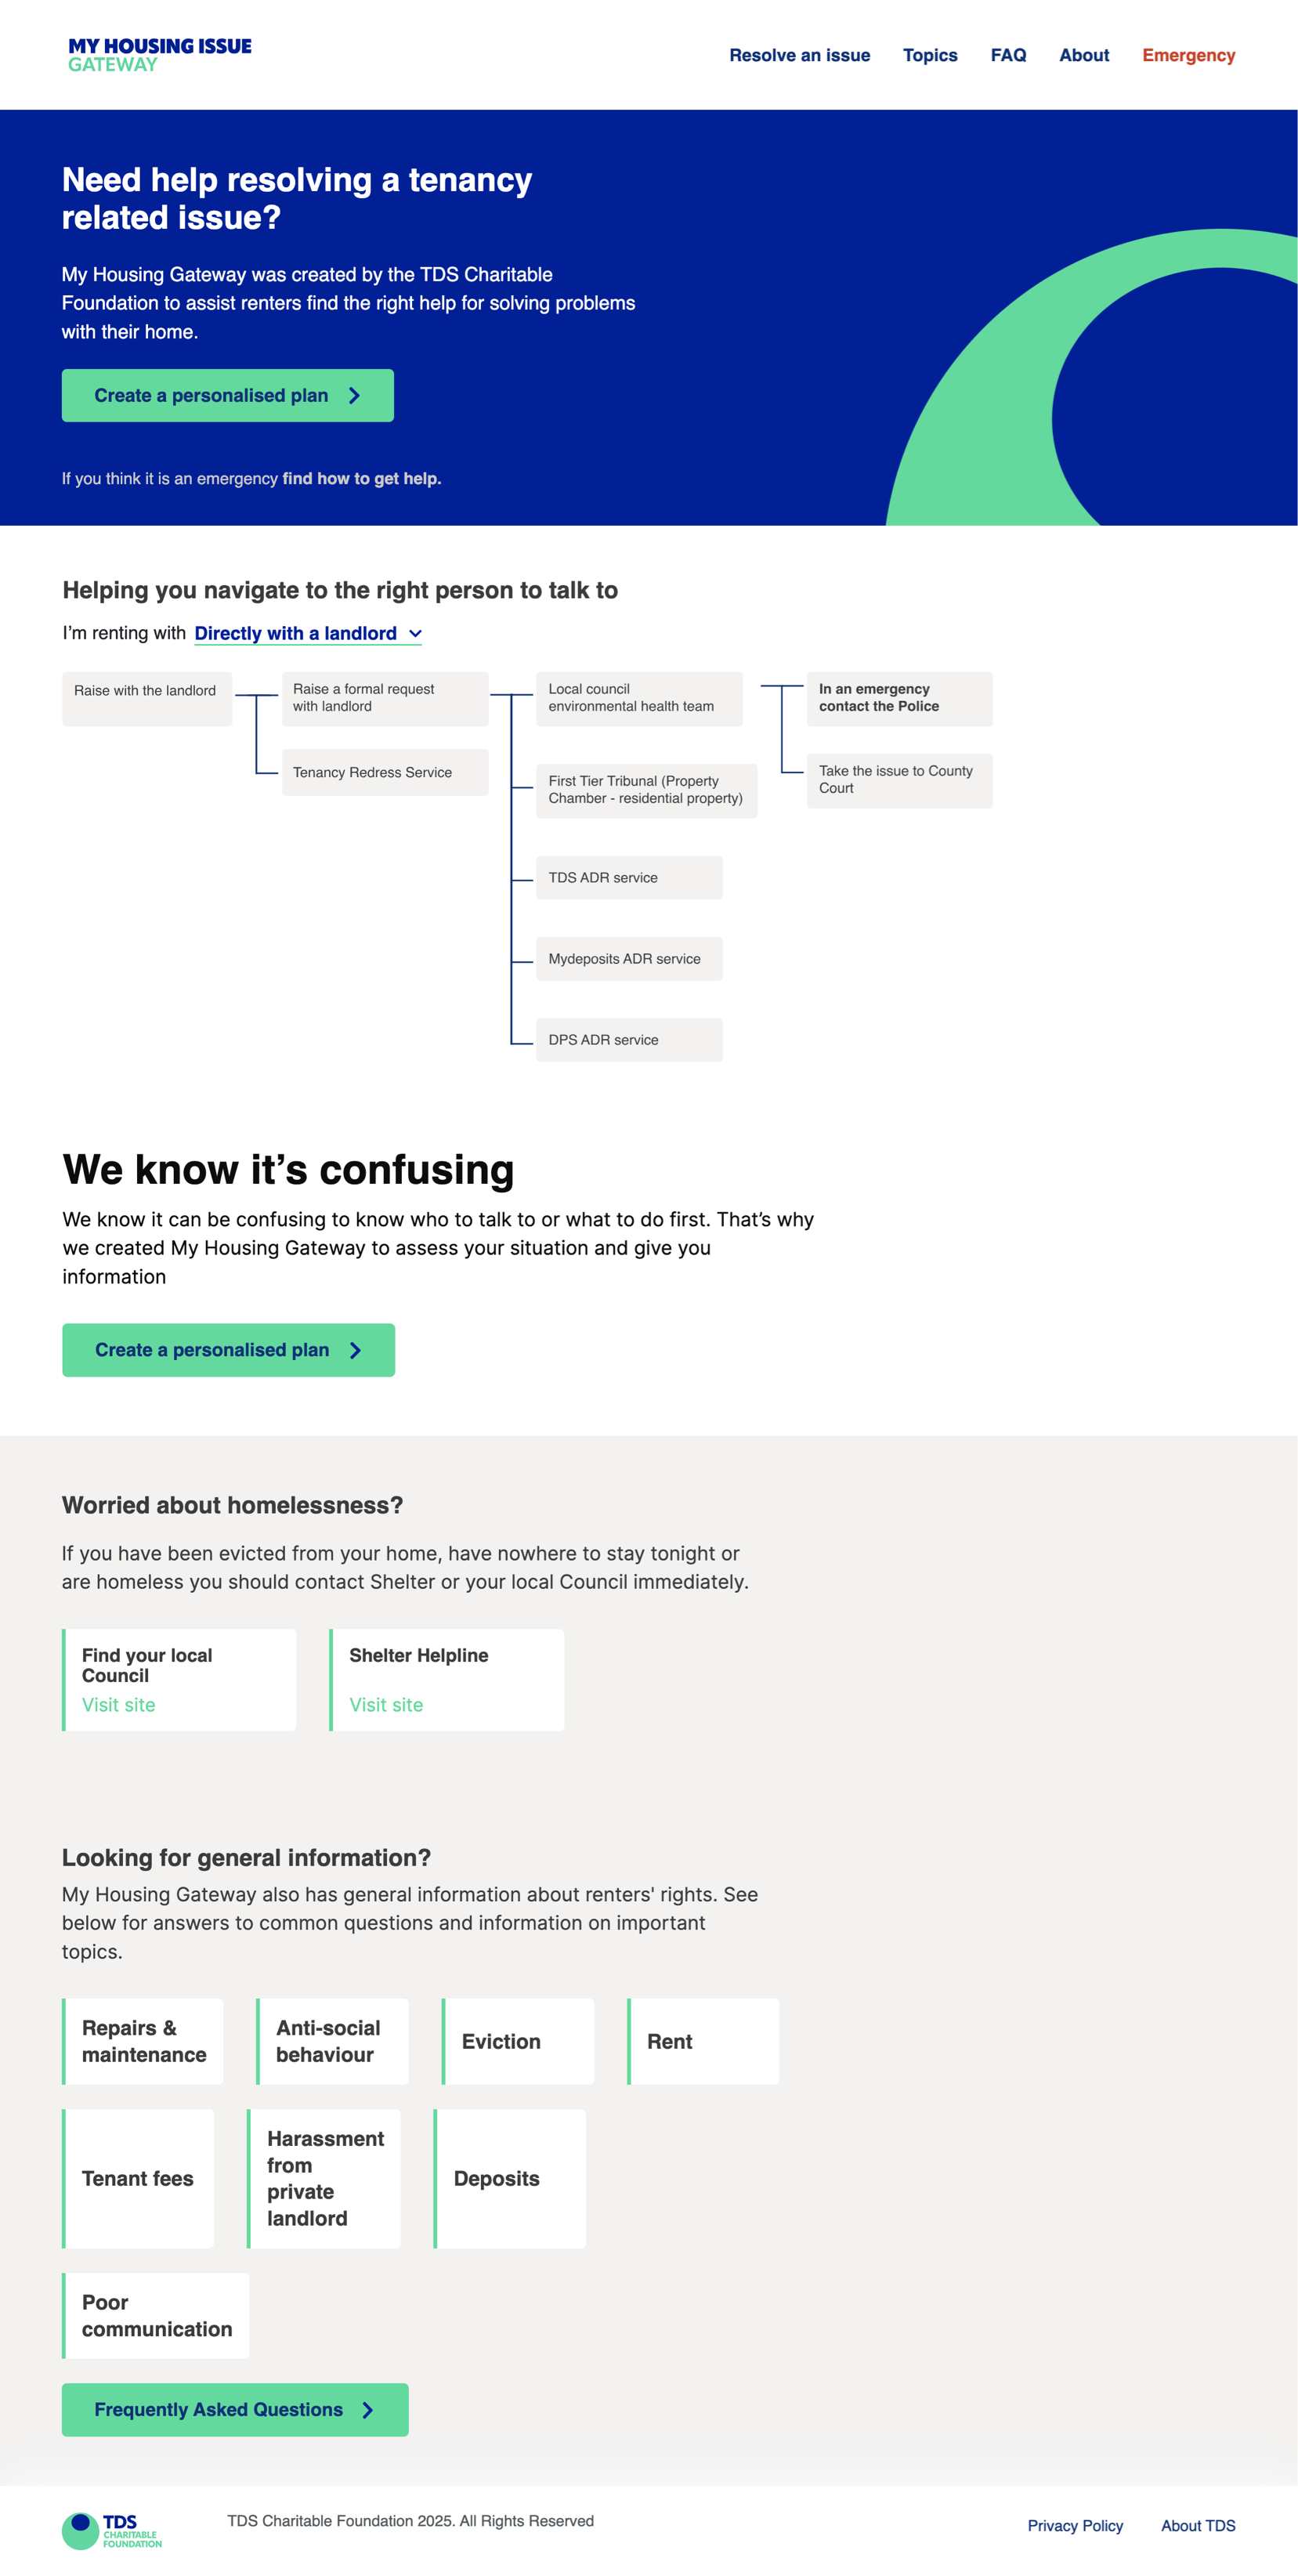 MY HOUSING ISSUE
GATEWAY
Resolve an issue
Topics
FAQ
About
Emergency
Need help resolving a tenancy
related issue?
My Housing Gateway was created by the TDS Charitable
Foundation to assist renters find the right help for solving problems
with their home.
Create a personalised plan
If you think it is an emergency find how to get help.
Helping you navigate to the right person to talk to
I’m renting with Directly with a landlord
Raise with the landlord
Raise a formal request
with landlord
Tenancy Redress Service
Local council
environmental health team
First Tier Tribunal (Property
Chamber - residential property)
TDS ADR service
Mydeposits ADR service
DPS ADR service
In an emergency
contact the Police
Take the issue to County
Court
We know it’s confusing
We know it can be confusing to know who to talk to or what to do first. That’s why
we created My Housing Gateway to assess your situation and give you
information
Create a personalised plan
Worried about homelessness?
If you have been evicted from your home, have nowhere to stay tonight or
are homeless you should contact Shelter or your local Council immediately.
Find your local
Council
Visit site
Shelter Helpline
Visit site
Looking for general information?
My Housing Gateway also has general information about renters' rights. See
below for answers to common questions and information on important
topics.
Repairs &
maintenance
Anti-social
behaviour
Eviction
Rent
Tenant fees
Harassment
from
private
landlord
Deposits
Poor
communication
Frequently Asked Questions
TDS
CHARITABLE
FOUNDATION
TDS Charitable Foundation 2025. All Rights Reserved
Privacy Policy
About TDS